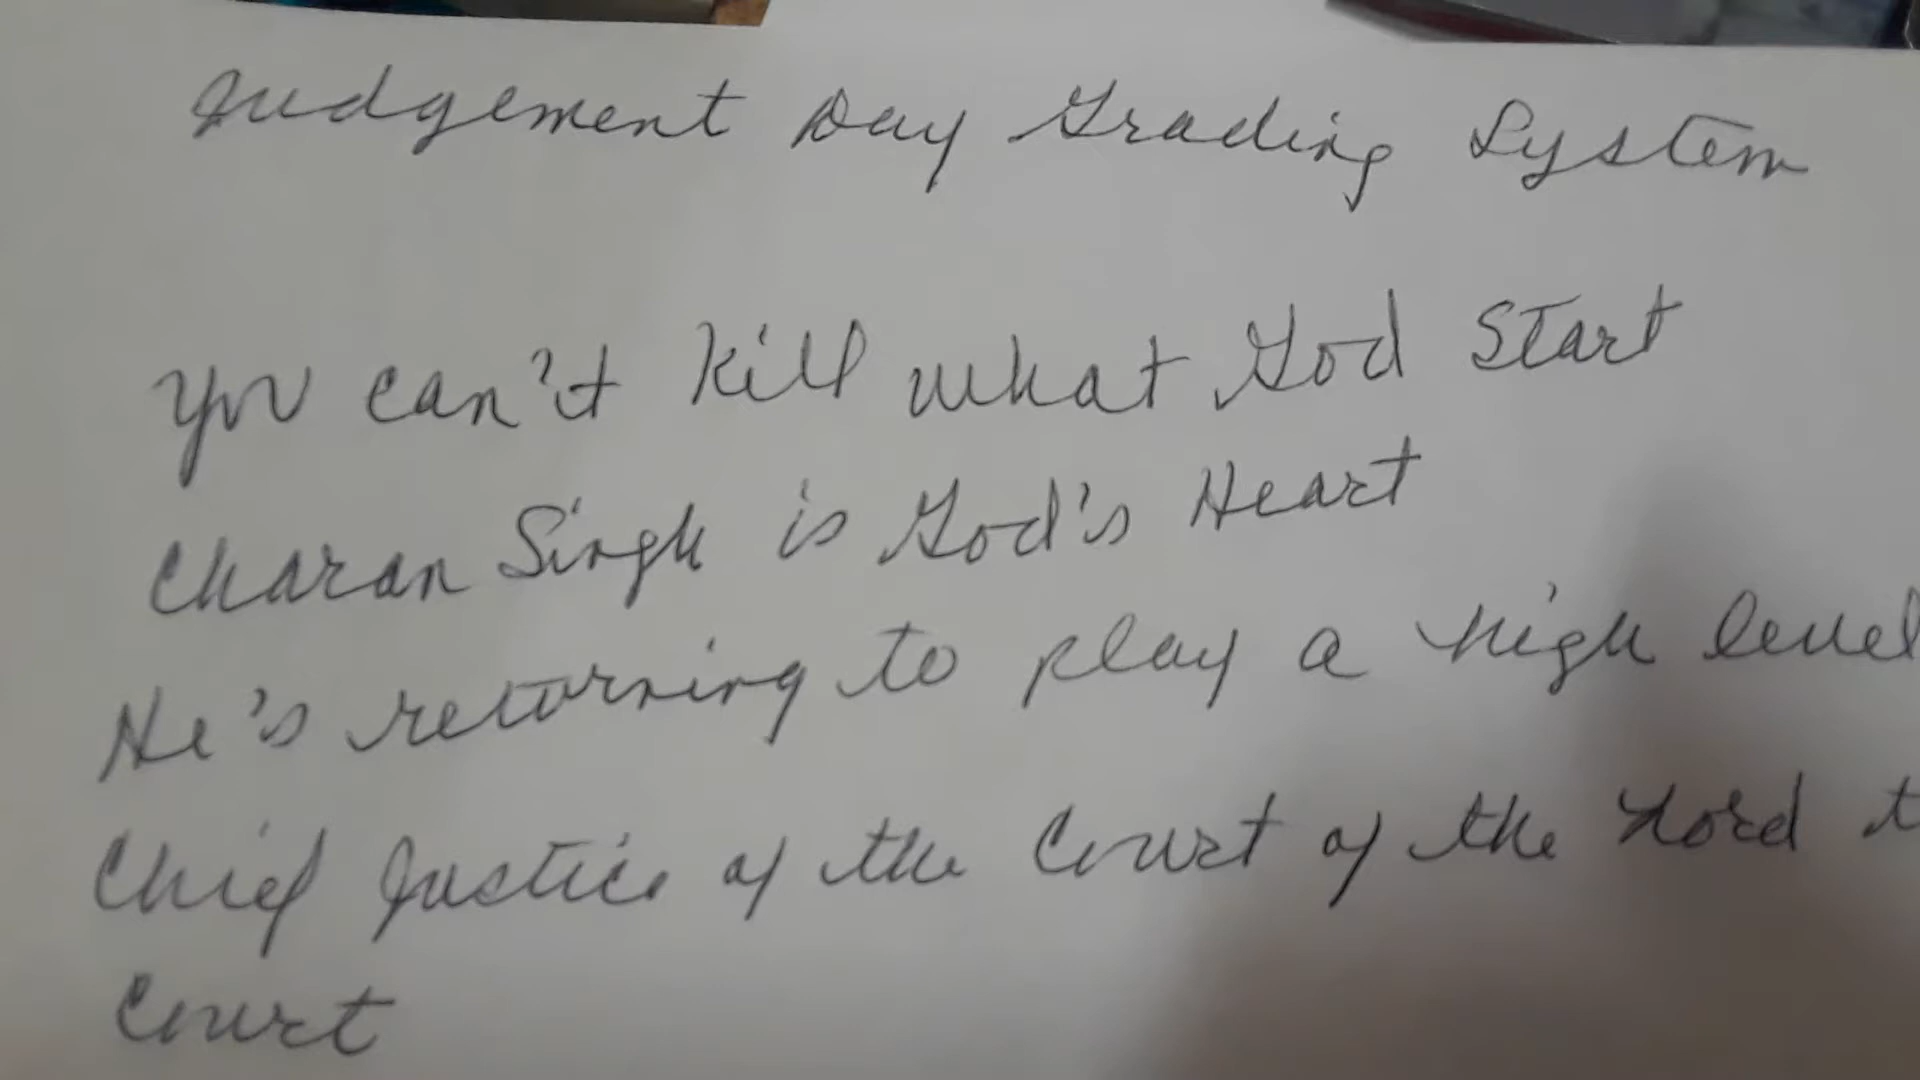 Judgement Day Grading System
You can't Kill what God Start
Charan Singh is God's Heart
He's returning to play a high level
Chief Justice of the Court of the Lord
Court